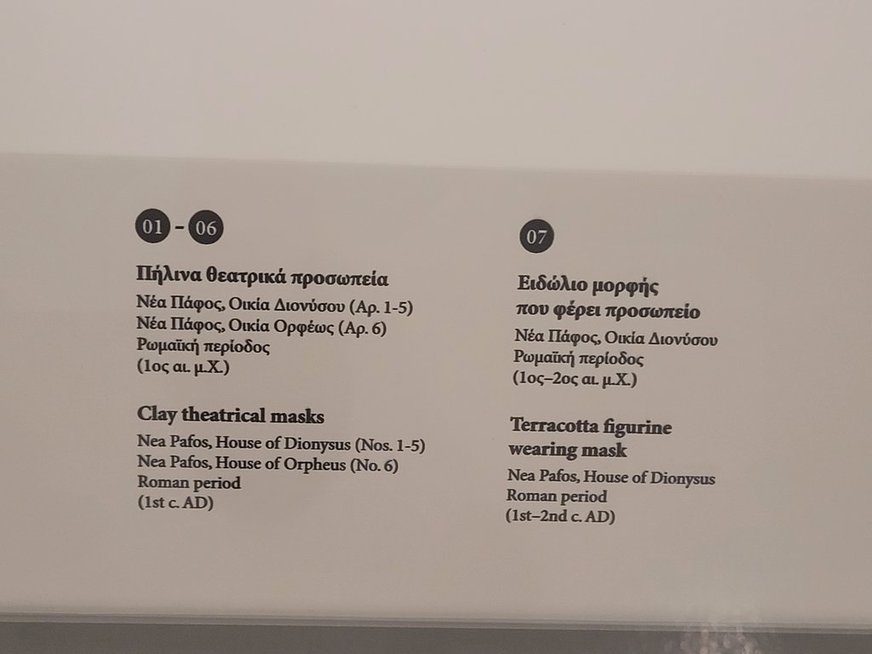 01 - 06
Πήλινα θεατρικά προσωπεία
Νέα Πάφος, Οικία Διονύσου (Αρ. 1-5)
Νέα Πάφος, Οικία Ορφέως (Αρ. 6)
Ρωμαϊκή περίοδος
(1ος αι. μ.Χ.)
Clay theatrical masks
Nea Pafos, House of Dionysus (Nos. 1-5)
Nea Pafos, House of Orpheus (No. 6)
Roman period
(1st c. AD)
07
Ειδώλιο μορφής
που φέρει προσωπείο
Νέα Πάφος, Οικία Διονύσου
Ρωμαϊκή περίοδος
(1ος–2ος αι. μ.Χ.)
Terracotta figurine
wearing mask
Nea Pafos, House of Dionysus
Roman period
(1st–2nd c. AD)